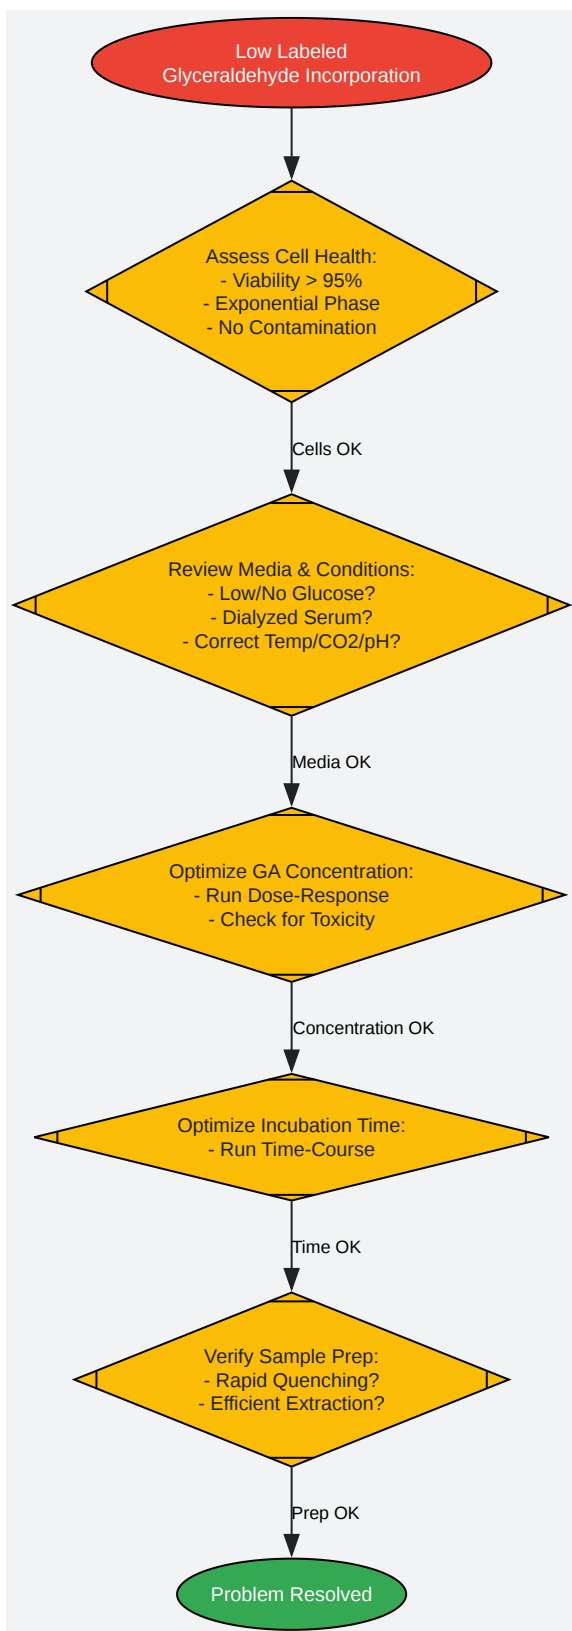 Low Labeled
Glyceraldehyde Incorporation
Assess Cell Health:
- Viability > 95%
- Exponential Phase
- No Contamination
Cells OK
Review Media & Conditions:
- Low/No Glucose?
- Dialyzed Serum?
- Correct Temp/CO2/pH?
Media OK
Optimize GA Concentration:
- Run Dose-Response
- Check for Toxicity
Concentration OK
Optimize Incubation Time:
- Run Time-Course
Time OK
Verify Sample Prep:
- Rapid Quenching?
- Efficient Extraction?
Prep OK
Problem Resolved